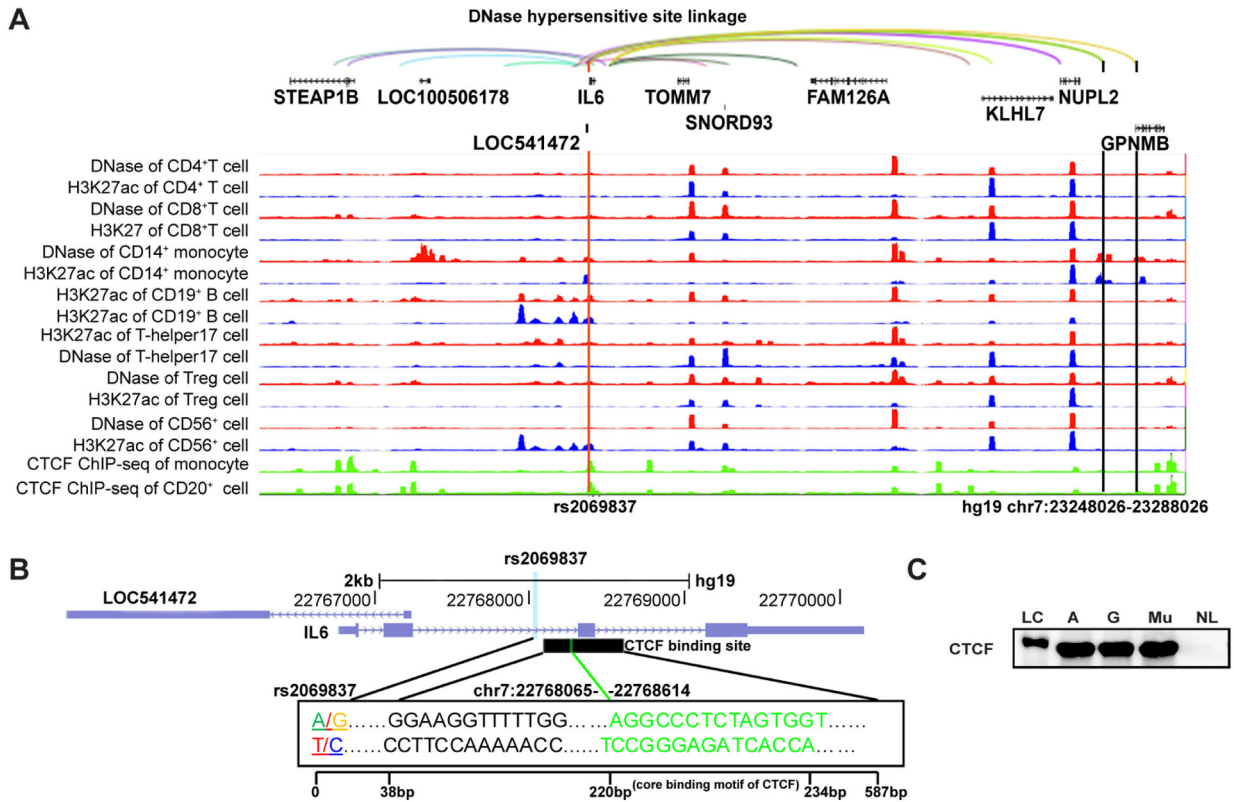 A
DNase hypersensitive site linkage
STEAP1B LOC100506178 IL6 TOMM7 FAM126A NUPL2
SNORD93 KLHL7
LOC541472 GPNMB
DNase of CD4⁺T cell
H3K27ac of CD4⁺ T cell
DNase of CD8⁺T cell
H3K27 of CD8⁺T cell
DNase of CD14⁺ monocyte
H3K27ac of CD14⁺ monocyte
H3K27ac of CD19⁺ B cell
H3K27ac of CD19⁺ B cell
H3K27ac of T-helper17 cell
DNase of T-helper17 cell
DNase of Treg cell
H3K27ac of Treg cell
DNase of CD56⁺ cell
H3K27ac of CD56⁺ cell
CTCF ChIP-seq of monocyte
CTCF ChIP-seq of CD20⁺ cell
rs2069837 hg19 chr7:23248026-23288026
B
rs2069837
2kb hg19
LOC541472 22767000 22768000 22769000 22770000
IL6
CTCF binding site
rs2069837 chr7:22768065- -22768614
A/G......GGAAGGTTTTTGG......AGGCCCTCTAGTGGT......
T/C......CCTTCCAAAAACC......TCCGGGAGATCACCA......
0 38bp 220bp (core binding motif of CTCF) 234bp 587bp
C
LC A G Mu NL
CTCF